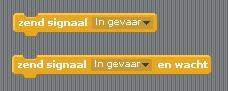 zend signaal In gevaar
zend signaal In gevaar en wacht